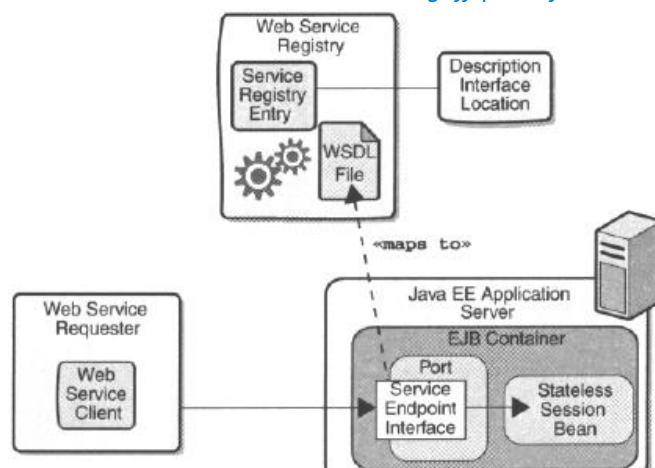 Web Service
Registry
Service
Registry
Entry
Description
Interface
Location
WSDL
File
«maps to»
Java EE Application
Server
Web Service
Requester
EJB Container
Port
Web
Service
Client
Service
Endpoint
Interface
Stateless
Session
Bean